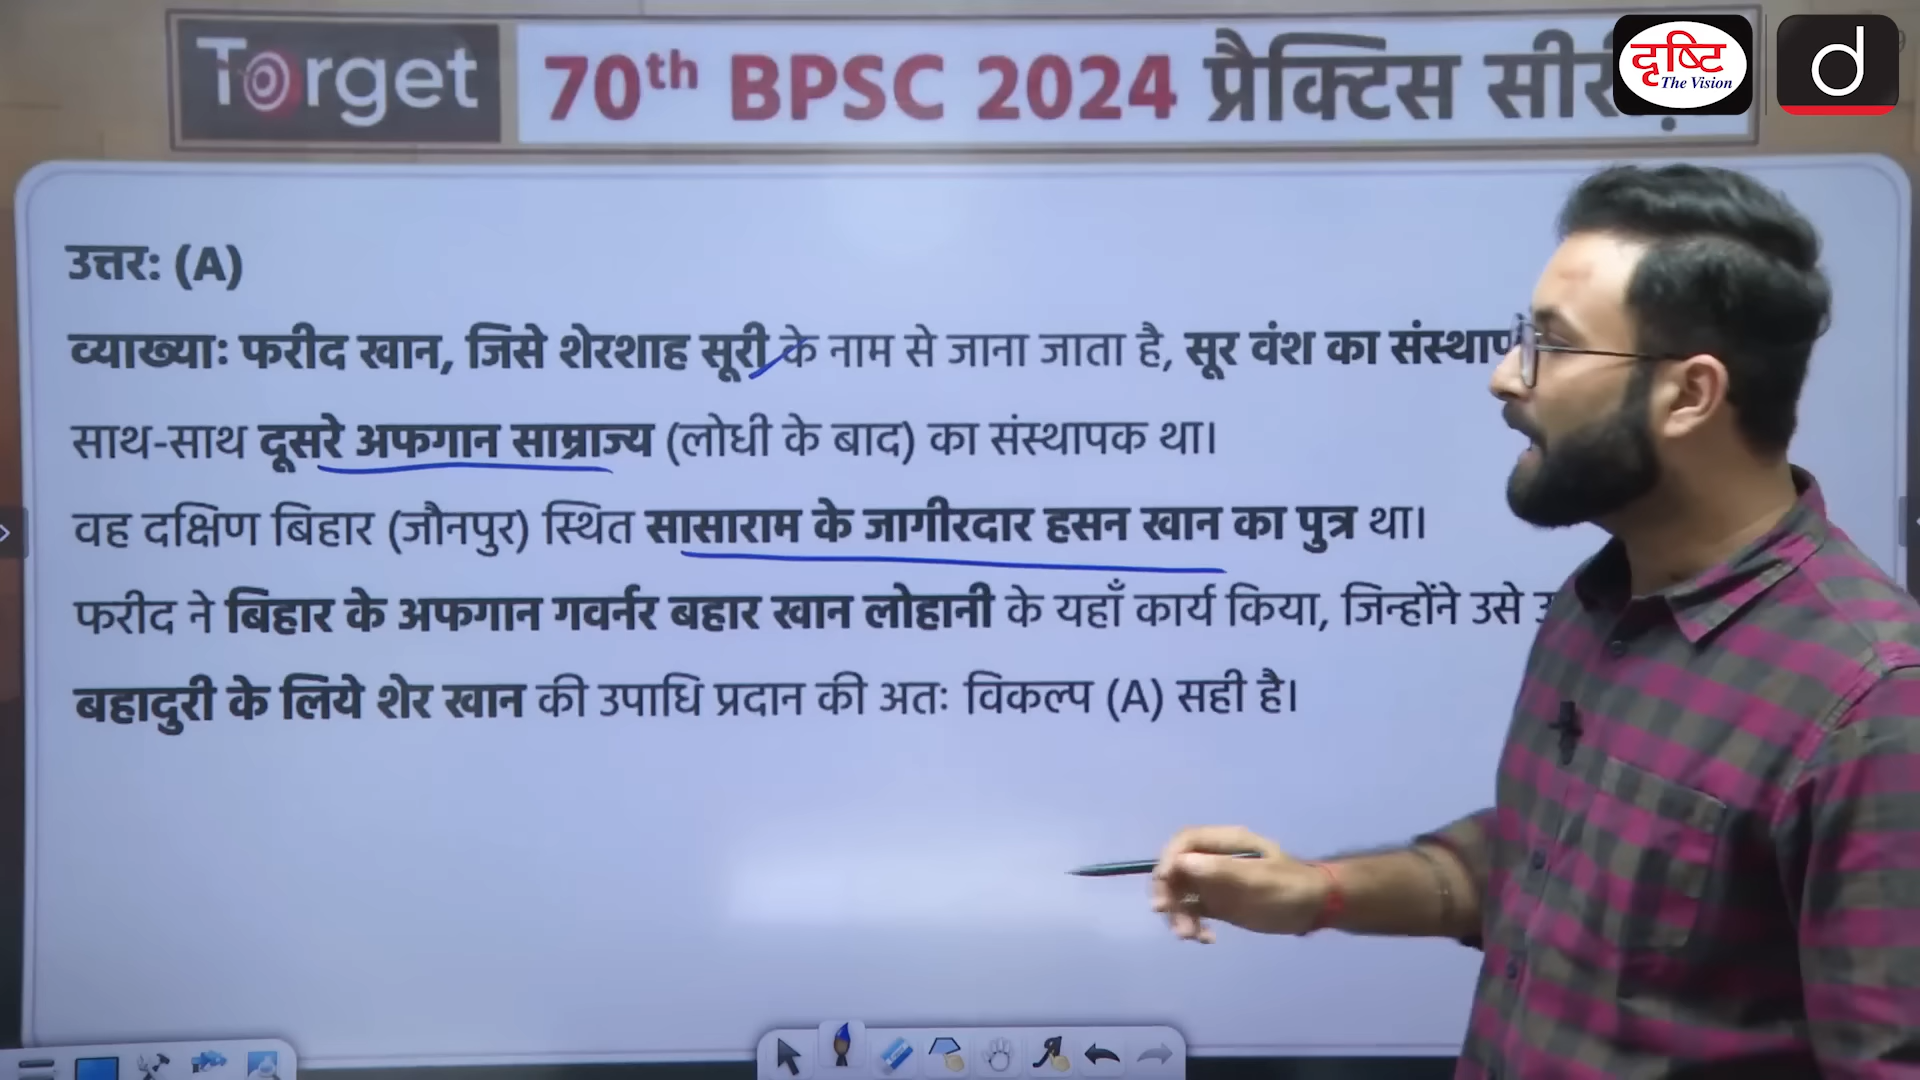 Target
70th BPSC 2024 प्रैक्टिस
दृष्टि
The Vision
d
उत्तर: (A)
व्याख्या: फरीद खान, जिसे शेरशाह सूरी के नाम से जाना जाता है, सूर वंश का
साथ-साथ दूसरे अफगान साम्राज्य (लोधी के बाद) का संस्थापक था।
वह दक्षिण बिहार (जौनपुर) स्थित सासाराम के जागीरदार हसन खान का पुत्र था।
फरीद ने बिहार के अफगान गवर्नर बहार खान लोहानी के यहाँ कार्य किया, जिन्होंने उसे
बहादुरी के लिये शेर खान की उपाधि प्रदान की अतः विकल्प (A) सही है।